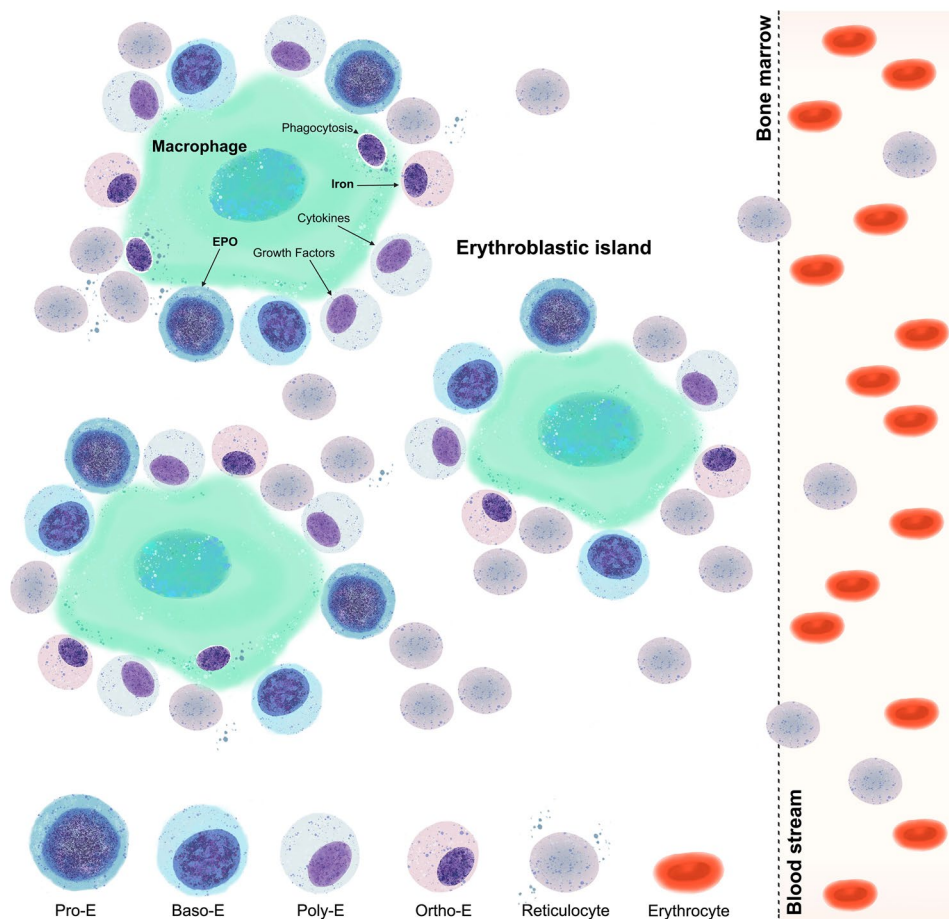 Bone marrow
Phagocytosis
Macrophage
Iron
Cytokines
EPO
Growth Factors
Erythroblastic island
Blood stream
Pro-E
Baso-E
Poly-E
Ortho-E
Reticulocyte
Erythrocyte